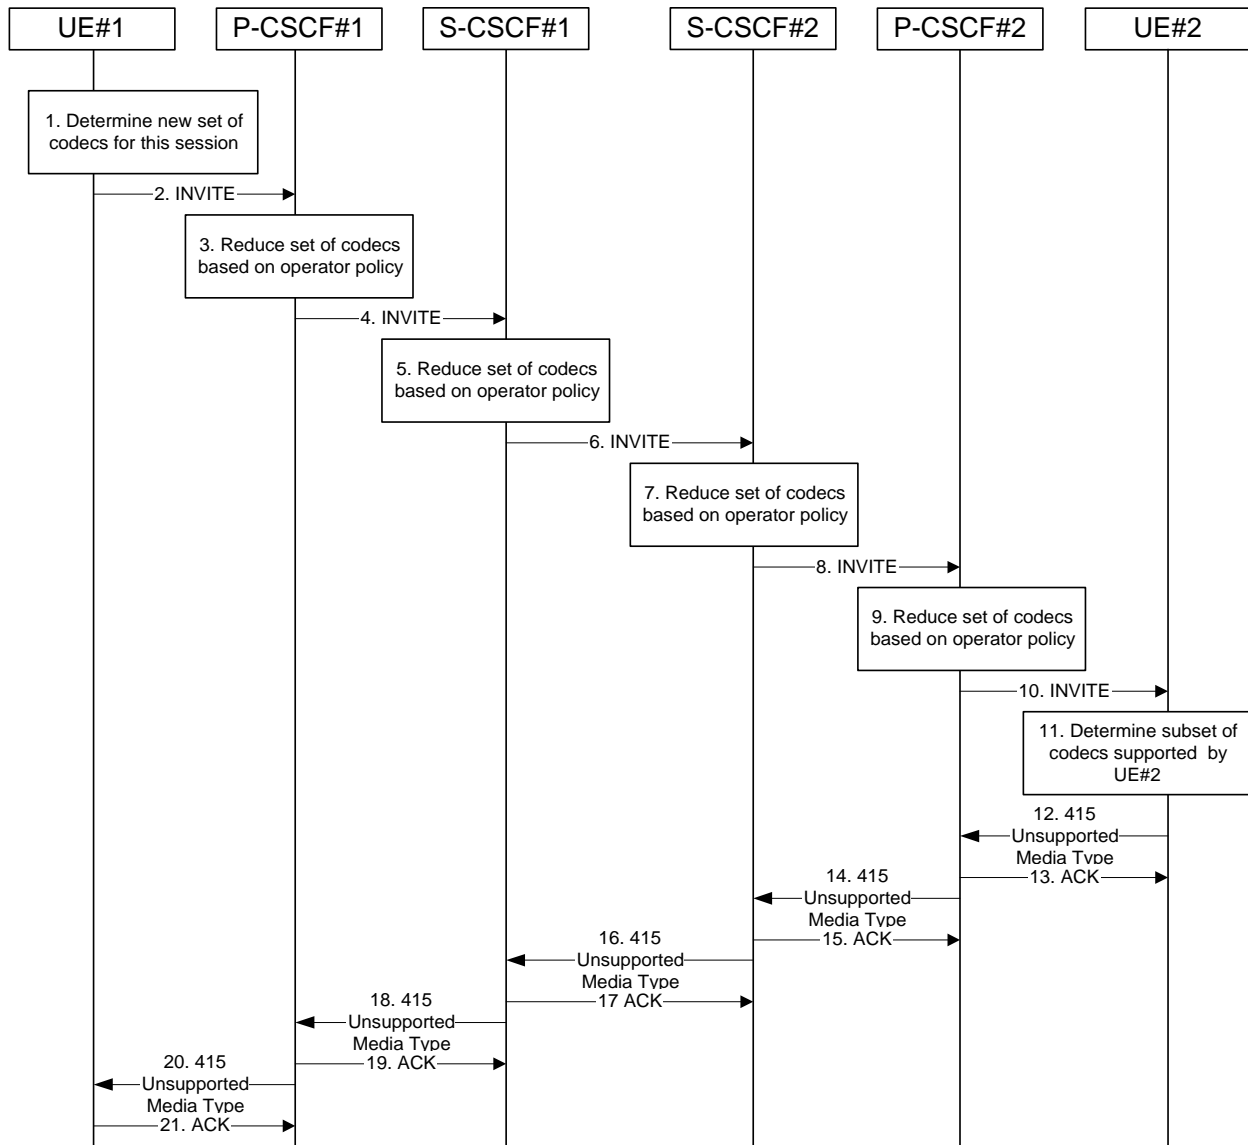 UE#1
P-CSCF#1
S-CSCF#1
S-CSCF#2
P-CSCF#2
UE#2
1. Determine new set of
codecs for this session
2. INVITE
3. Reduce set of codecs
based on operator policy
4. INVITE
5. Reduce set of codecs
based on operator policy
6. INVITE
7. Reduce set of codecs
based on operator policy
8. INVITE
9. Reduce set of codecs
based on operator policy
10. INVITE
11. Determine subset of
codecs supported by
UE#2
12. 415
Unsupported
Media Type
13. ACK
14. 415
Unsupported
Media Type
15. ACK
16. 415
Unsupported
Media Type
17 ACK
18. 415
Unsupported
Media Type
19. ACK
20. 415
Unsupported
Media Type
21. ACK